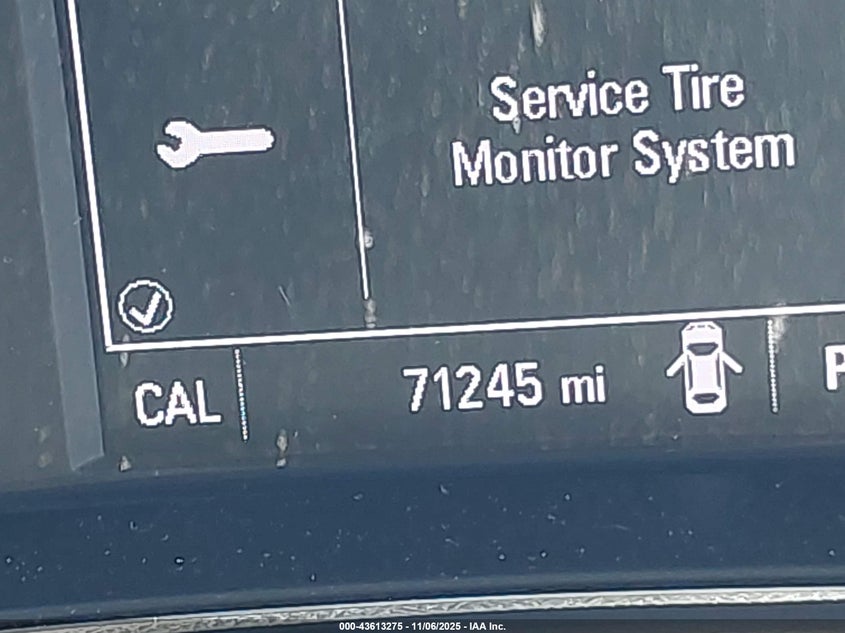 Service Tire
Monitor System
CAL
71245 mi
P
000-43613275 - 11/06/2025 - IAA Inc.